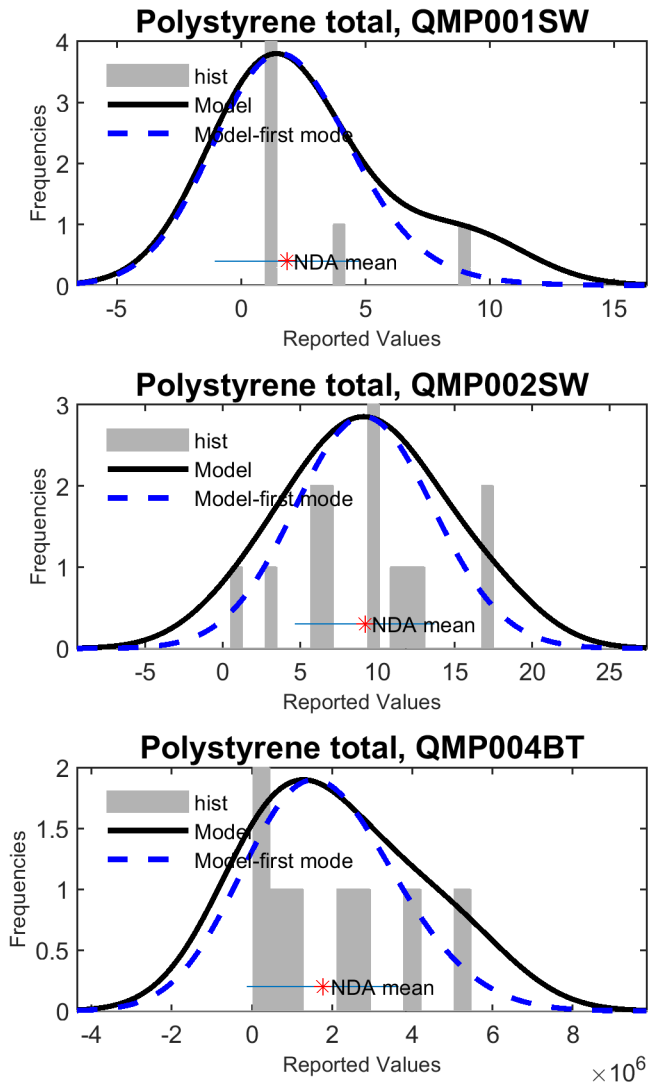 Polystyrene total, QMP001SW
4
3
2
1
0
Frequencies
hist
Model
Model-first mode
NDA mean
-5 0 5 10 15
Reported Values
Polystyrene total, QMP002SW
3
2
1
0
Frequencies
hist
Model
Model-first mode
NDA mean
-5 0 5 10 15 20 25
Reported Values
Polystyrene total, QMP004BT
2
1.5
1
0.5
0
Frequencies
hist
Model
Model-first mode
NDA mean
-4 -2 0 2 4 6 8
Reported Values
×10⁶